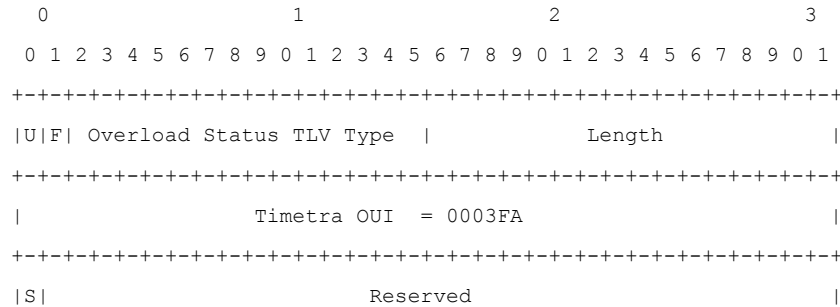 0                   1                   2                   3
0 1 2 3 4 5 6 7 8 9 0 1 2 3 4 5 6 7 8 9 0 1 2 3 4 5 6 7 8 9 0 1
+-+-+-+-+-+-+-+-+-+-+-+-+-+-+-+-+-+-+-+-+-+-+-+-+-+-+-+-+-+-+-+-+
|U|F| Overload Status TLV Type  |            Length             |
+-+-+-+-+-+-+-+-+-+-+-+-+-+-+-+-+-+-+-+-+-+-+-+-+-+-+-+-+-+-+-+-+
|                  Timetra OUI  = 0003FA                        |
+-+-+-+-+-+-+-+-+-+-+-+-+-+-+-+-+-+-+-+-+-+-+-+-+-+-+-+-+-+-+-+-+
|S|                         Reserved                            |